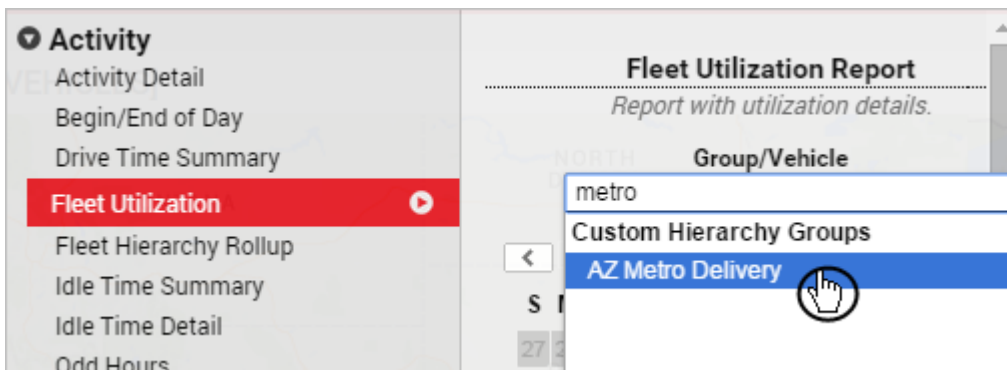 Activity
Activity Detail
Begin/End of Day
Drive Time Summary
Fleet Utilization
Fleet Hierarchy Rollup
Idle Time Summary
Idle Time Detail
Odd Hours
Fleet Utilization Report
Report with utilization details.
NORTH
Group/Vehicle
metro
Custom Hierarchy Groups
AZ Metro Delivery
S
27